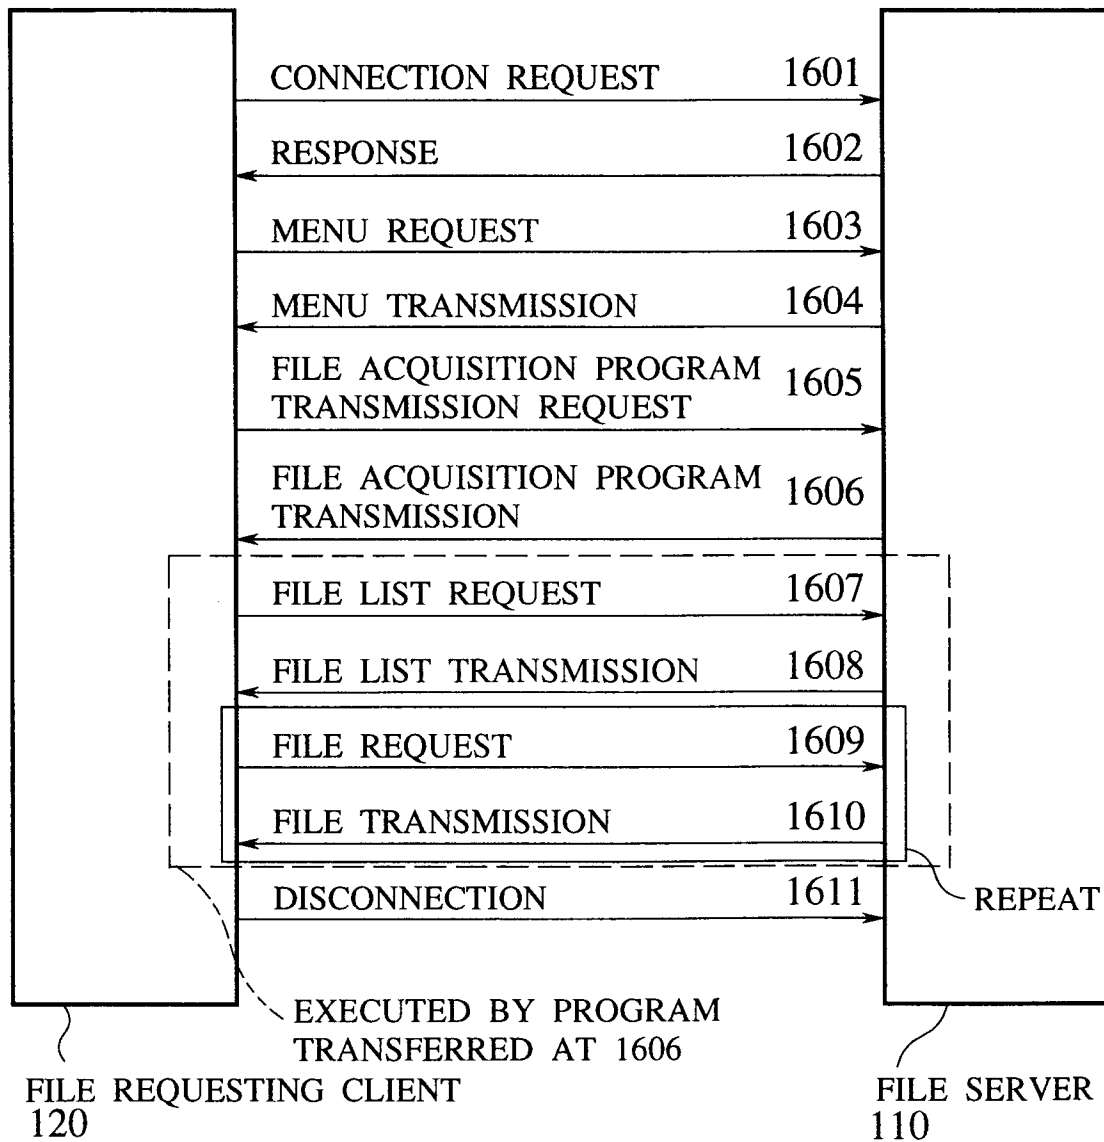 CONNECTION REQUEST 1601
RESPONSE 1602
MENU REQUEST 1603
MENU TRANSMISSION 1604
FILE ACQUISITION PROGRAM
TRANSMISSION REQUEST 1605
FILE ACQUISITION PROGRAM
TRANSMISSION 1606
FILE LIST REQUEST 1607
FILE LIST TRANSMISSION 1608
FILE REQUEST 1609
FILE TRANSMISSION 1610
DISCONNECTION 1611
REPEAT
EXECUTED BY PROGRAM
TRANSFERRED AT 1606
FILE REQUESTING CLIENT
120
FILE SERVER
110